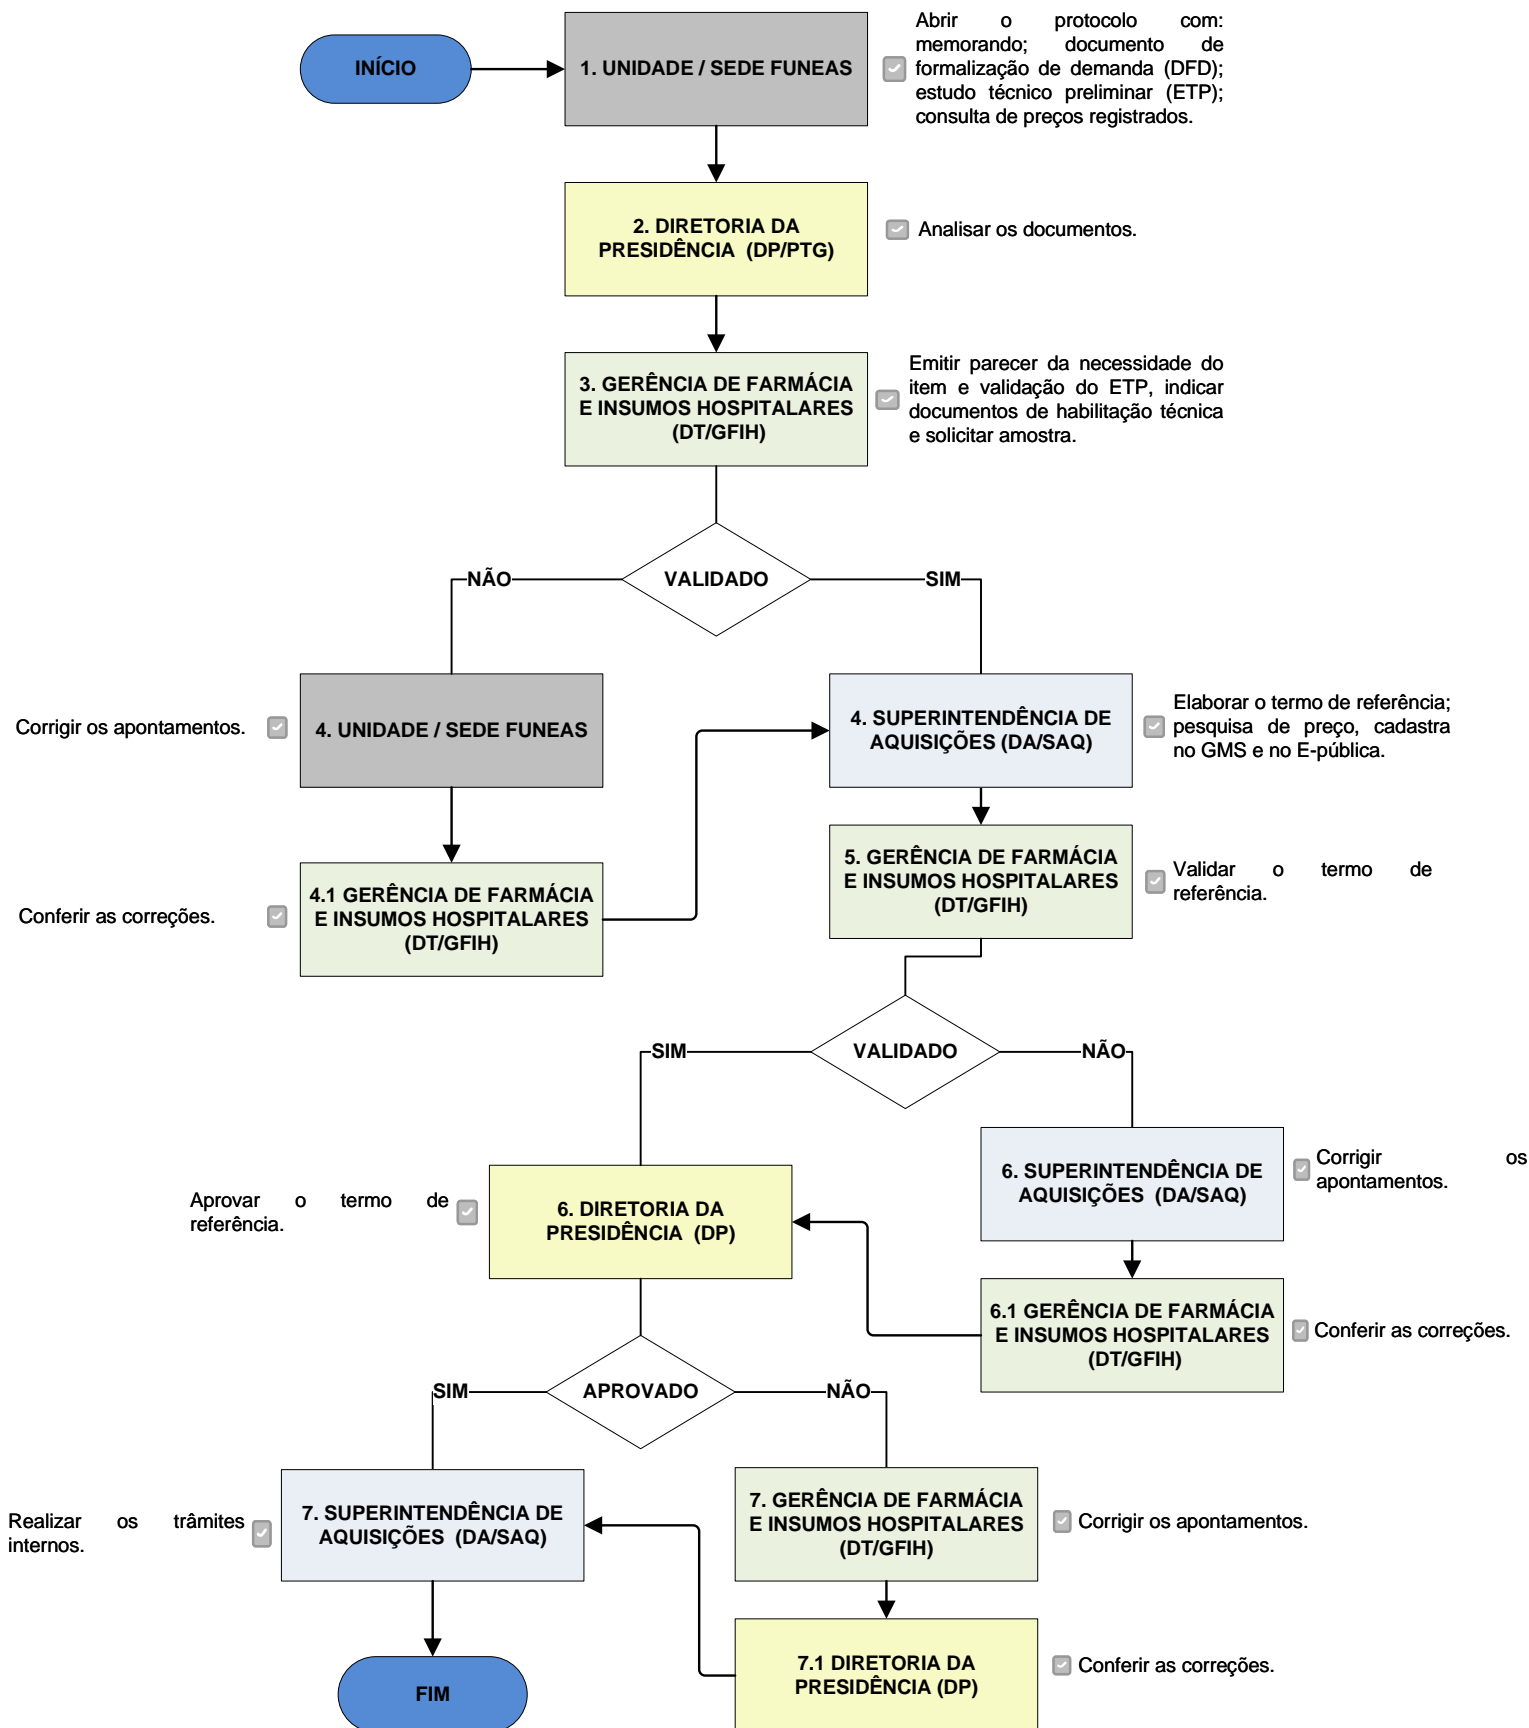 INÍCIO
1. UNIDADE / SEDE FUNEAS
Abrir o protocolo com:
memorando; documento de
formalização de demanda (DFD);
estudo técnico preliminar (ETP);
consulta de preços registrados.
2. DIRETORIA DA
PRESIDÊNCIA (DP/PTG)
Analisar os documentos.
3. GERÊNCIA DE FARMÁCIA
E INSUMOS HOSPITALARES
(DT/GFIH)
Emitir parecer da necessidade do
item e validação do ETP, indicar
documentos de habilitação técnica
e solicitar amostra.
NÃO
VALIDADO
SIM
Corrigir os apontamentos.
4. UNIDADE / SEDE FUNEAS
4. SUPERINTENDÊNCIA DE
AQUISIÇÕES (DA/SAQ)
Elaborar o termo de referência;
pesquisa de preço, cadastra
no GMS e no E-pública.
Conferir as correções.
4.1 GERÊNCIA DE FARMÁCIA
E INSUMOS HOSPITALARES
(DT/GFIH)
5. GERÊNCIA DE FARMÁCIA
E INSUMOS HOSPITALARES
(DT/GFIH)
Validar o termo de
referência.
SIM
VALIDADO
NÃO
Aprovar o termo de
referência.
6. DIRETORIA DA
PRESIDÊNCIA (DP)
6. SUPERINTENDÊNCIA DE
AQUISIÇÕES (DA/SAQ)
Corrigir os
apontamentos.
6.1 GERÊNCIA DE FARMÁCIA
E INSUMOS HOSPITALARES
(DT/GFIH)
Conferir as correções.
SIM
APROVADO
NÃO
Realizar os trâmites
internos.
7. SUPERINTENDÊNCIA DE
AQUISIÇÕES (DA/SAQ)
7. GERÊNCIA DE FARMÁCIA
E INSUMOS HOSPITALARES
(DT/GFIH)
Corrigir os apontamentos.
FIM
7.1 DIRETORIA DA
PRESIDÊNCIA (DP)
Conferir as correções.